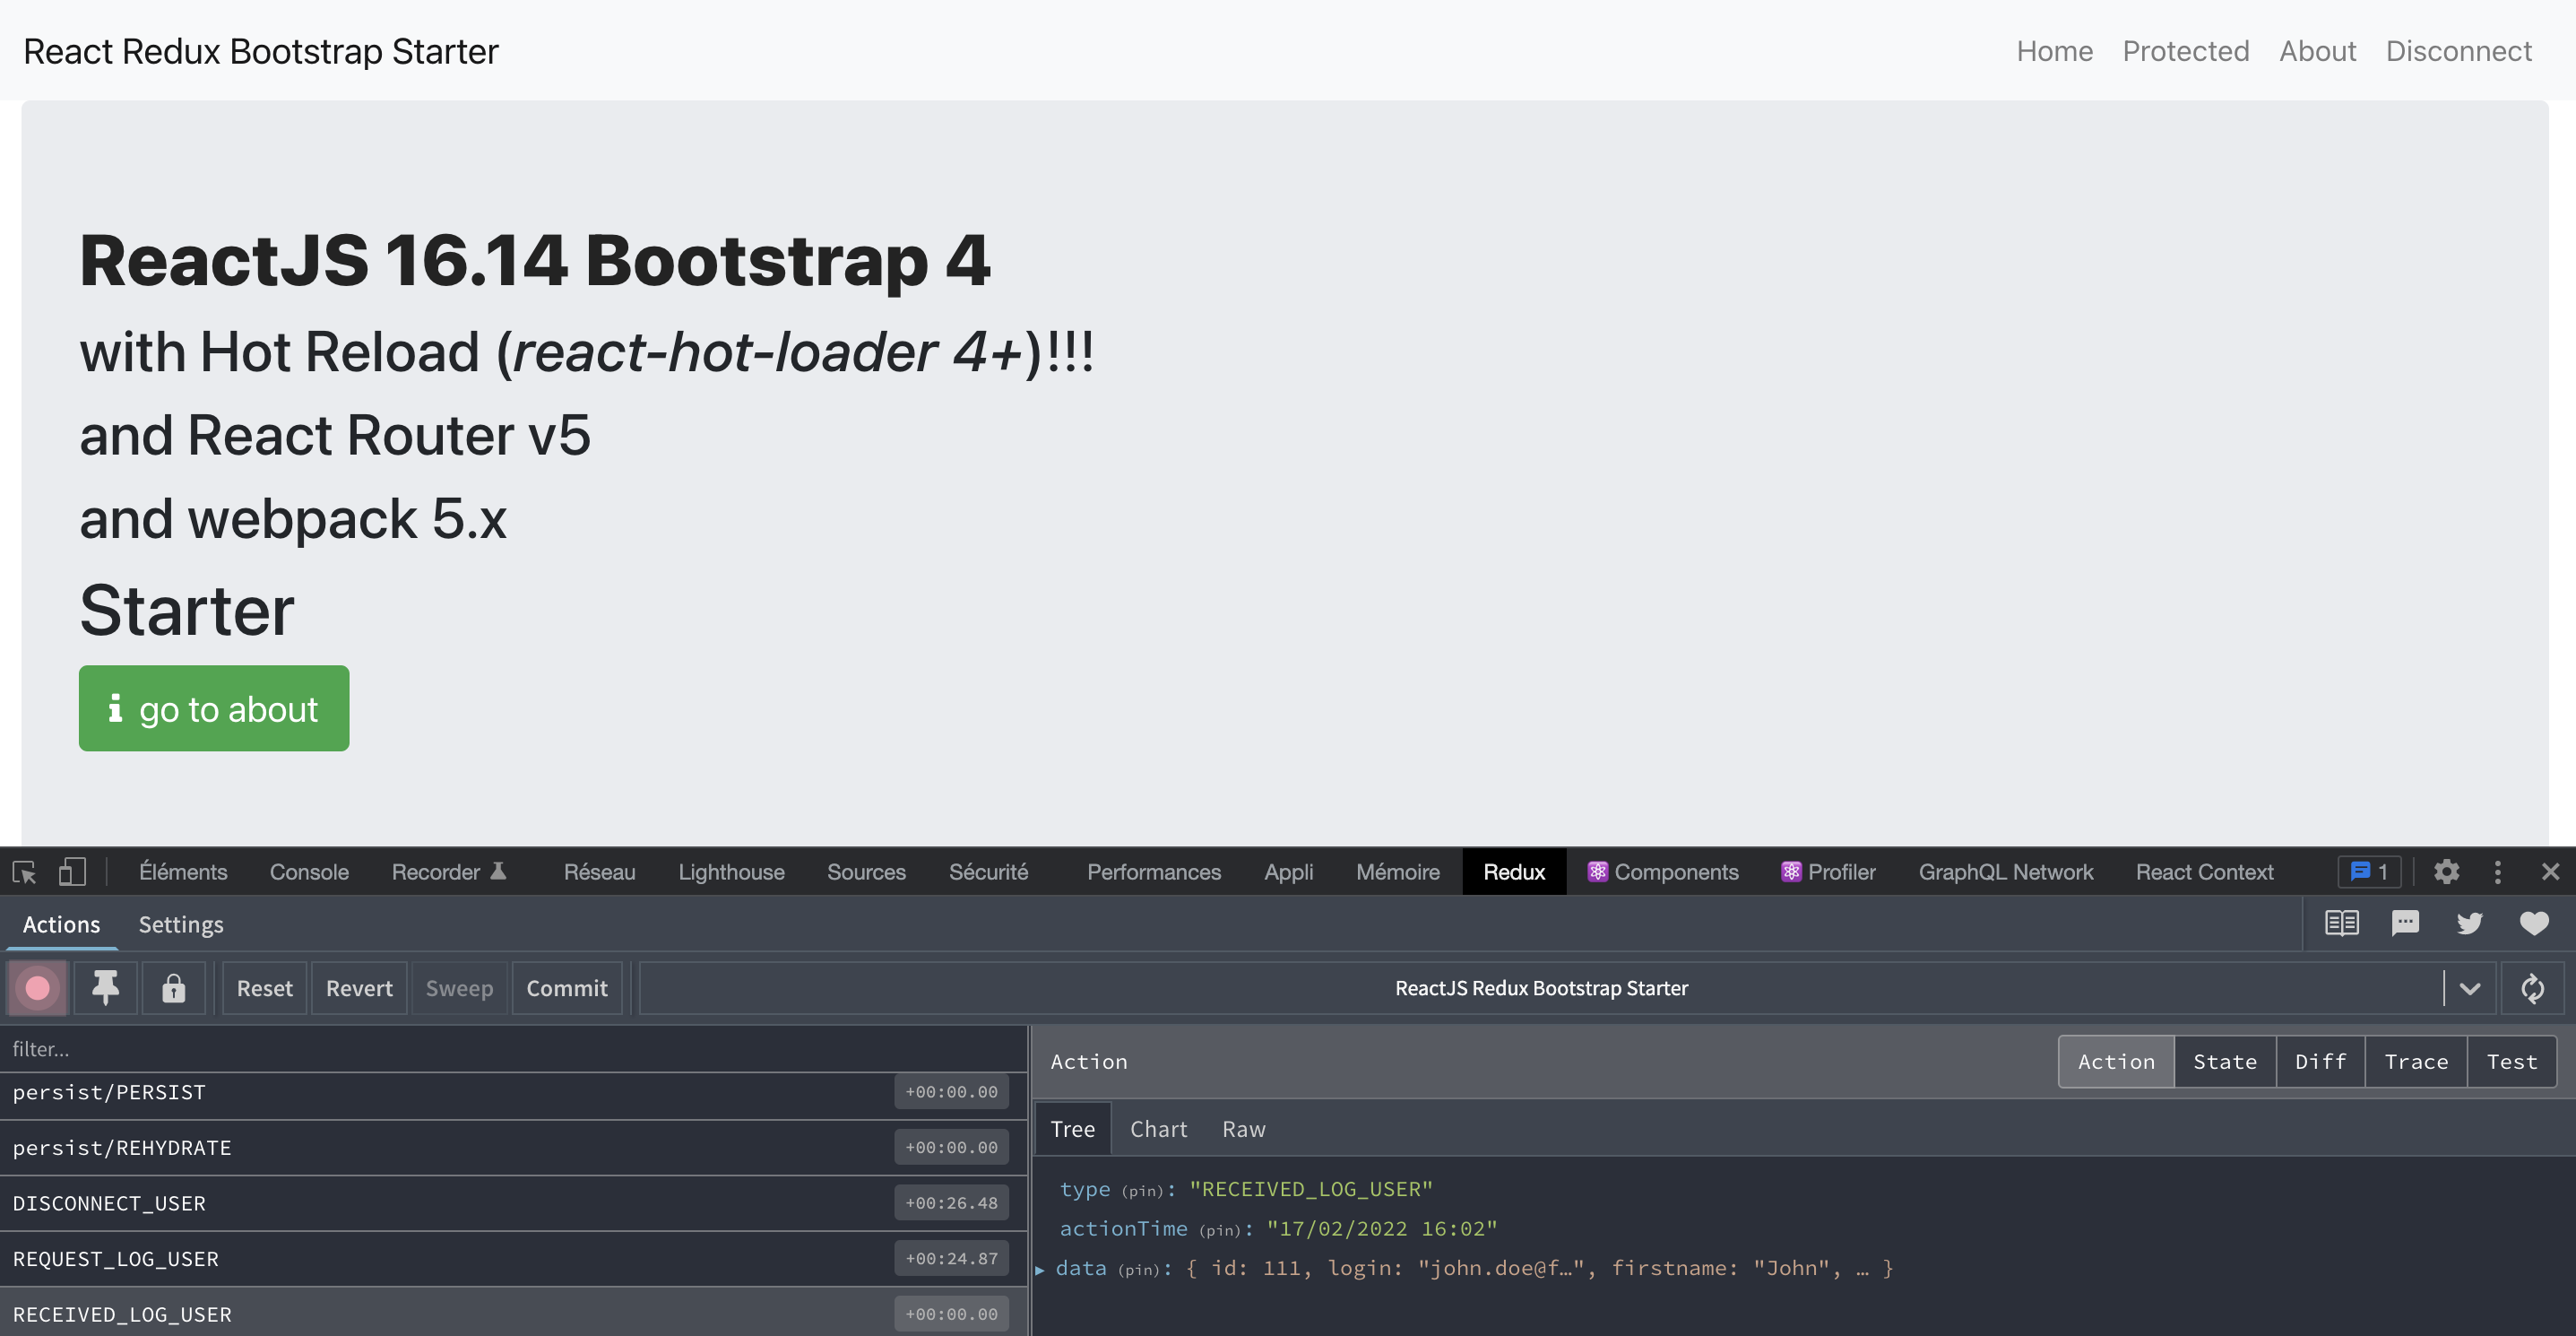 React Redux Bootstrap Starter
Home Protected About Disconnect
ReactJS 16.14 Bootstrap 4
with Hot Reload (react-hot-loader 4+)!!!
and React Router v5
and webpack 5.x
Starter
go to about
Éléments Console Recorder Réseau Lighthouse Sources Sécurité Performances Appli Mémoire Redux Components Profiler GraphQL Network React Context 1
Actions Settings
Reset Revert Sweep Commit ReactJS Redux Bootstrap Starter
filter...
persist/PERSIST +00:00.00
persist/REHYDRATE +00:00.00
DISCONNECT_USER +00:26.48
REQUEST_LOG_USER +00:24.87
RECEIVED_LOG_USER +00:00.00
Action Action State Diff Trace Test
Tree Chart Raw
type (pin): "RECEIVED_LOG_USER"
actionTime (pin): "17/02/2022 16:02"
data (pin): { id: 111, login: "john.doe@f…", firstname: "John", … }